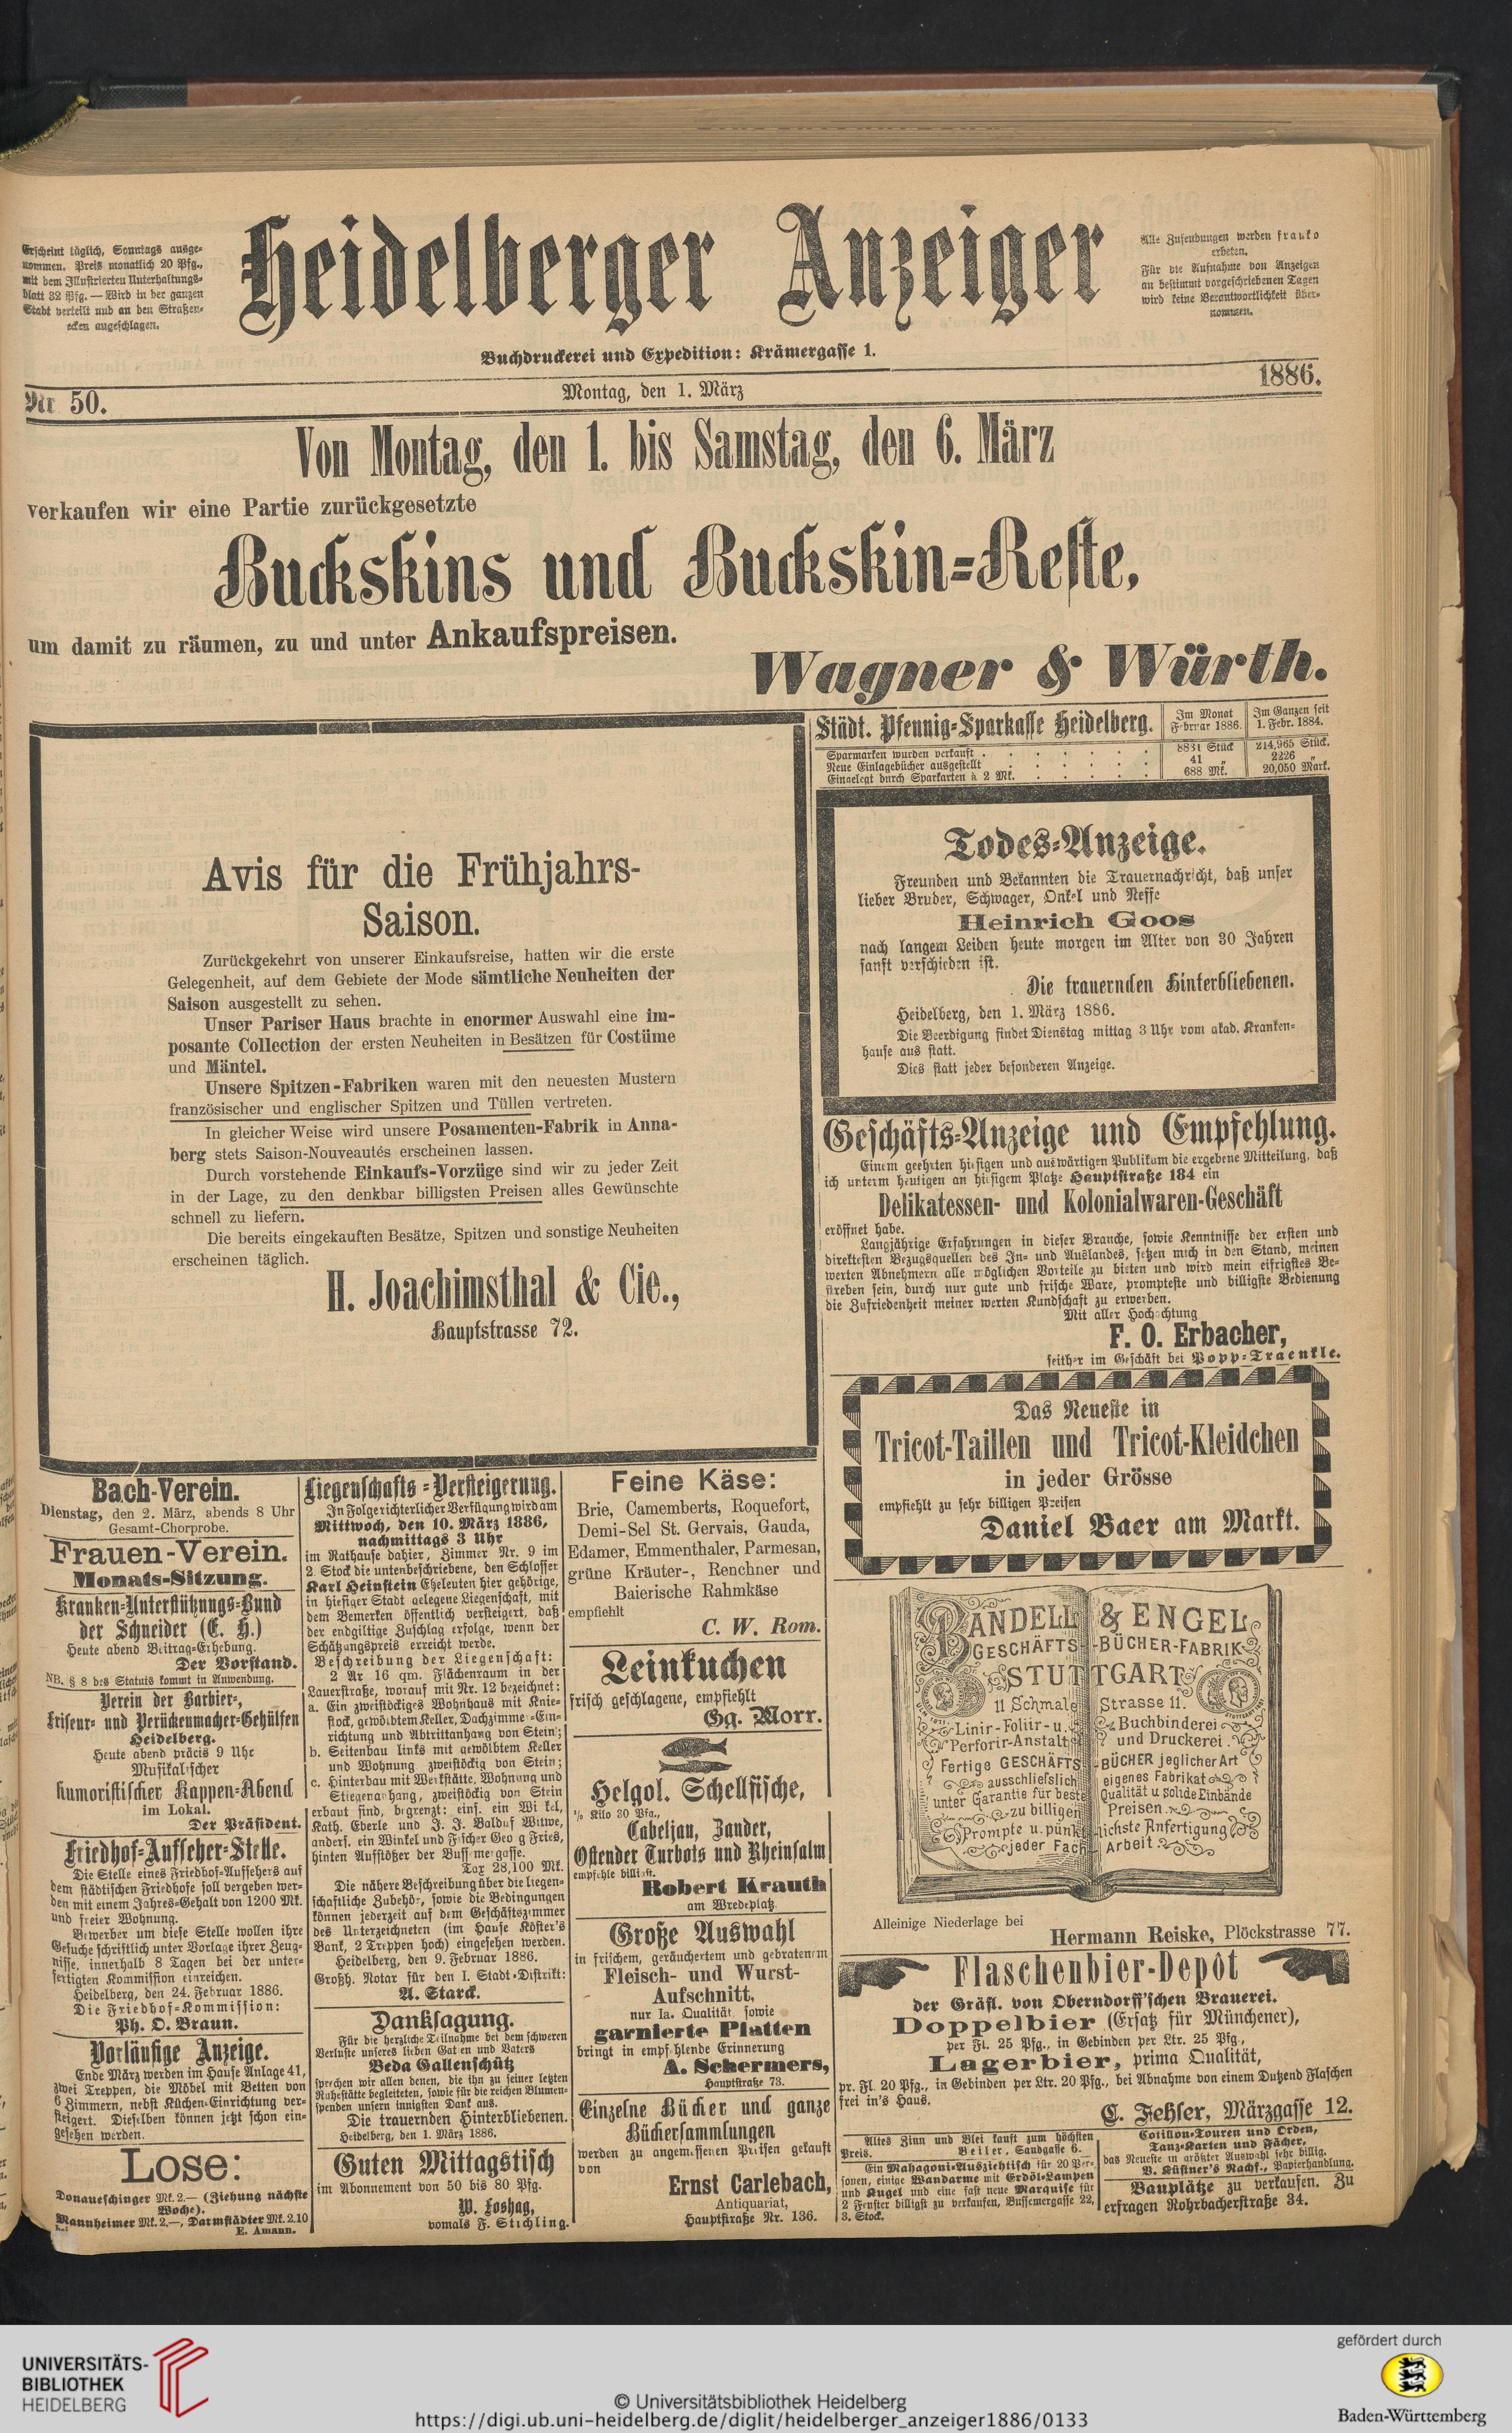 Erscheint täglich, Sonntags ausge-
nommen. Preis monatlich 20 Pfg.,
mit dem Illustrierten Unterhaltungs-
blatt 32 Pfg. — Wird in der ganzen
Stadt verteilt und an den Straßen-
ecken angeschlagen.
Heidelberger Anzeiger
Alle Zusendungen werden franko
erbeten.
Für die Aufnahme von Anzeigen
an bestimmt vorgeschriebenen Tagen
wird keine Verantwortlichkeit über-
nommen.
Buchdruckerei und Expedition: Krämergasse 1.
Nr 50.
Montag, den 1. März
1886.
Von Montag, den 1. bis Samstag, den 6. März
verkaufen wir eine Partie zurückgesetzte
Buckskins und Buckskin=Reste,
um damit zu räumen, zu und unter Ankaufspreisen.
Wagner & Würth.
Avis für die Frühjahrs-
Saison.
Zurückgekehrt von unserer Einkaufsreise, hatten wir die erste
Gelegenheit, auf dem Gebiete der Mode sämtliche Neuheiten der
Saison ausgestellt zu sehen.
Unser Pariser Haus brachte in enormer Auswahl eine im-
posante Collection der ersten Neuheiten in Besätzen für Costüme
und Mäntel.
Unsere Spitzen-Fabriken waren mit den neuesten Mustern
französischer und englischer Spitzen und Tüllen vertreten.
In gleicher Weise wird unsere Posamenten-Fabrik in Anna-
berg stets Saison-Nouveautés erscheinen lassen.
Durch vorstehende Einkaufs-Vorzüge sind wir zu jeder Zeit
in der Lage, zu den denkbar billigsten Preisen alles Gewünschte
schnell zu liefern.
Die bereits eingekauften Besätze, Spitzen und sonstige Neuheiten
erscheinen täglich.
H. Joachimsthal & Cie.,
Hauptstrasse 72.
Städt. Pfennig=Sparkasse Heidelberg.
Im Monat
Februar 1886.
Im Ganzen seit
1. Febr. 1884.
Sparmarken wurden verkauft . . . . . . . 8831 Stück 214,965 Stück.
Neue Einlagebücher ausgestellt . . . . . . 41 „ 2226 „
Eingelegt durch Sparkarten à 2 Mk. . . . . . 688 Mk. 20,050 Mark.
Todes=Anzeige.
Freunden und Bekannten die Trauernachricht, daß unser
lieber Bruder, Schwager, Onkel und Neffe
Heinrich Goos
nach langem Leiden heute morgen im Alter von 30 Jahren
sanft verschieden ist.
Die trauernden Hinterbliebenen.
Heidelberg, den 1. März 1886.
Die Beerdigung findet Dienstag mittag 3 Uhr vom akad. Kranken=
hause aus statt.
Dies statt jeder besonderen Anzeige.
Geschäfts=Anzeige und Empfehlung.
Einem geehrten hiesigen und auswärtigen Publikum die ergebene Mitteilung, daß
ich unterm heutigen an hiesigem Platze Hauptstraße 184 ein
Delikatessen- und Kolonialwaren-Geschäft
eröffnet habe.
Langjährige Erfahrungen in dieser Branche, sowie Kenntnisse der ersten und
direktesten Bezugsquellen des In= und Auslandes, setzen mich in den Stand, meinen
werten Abnehmern alle möglichen Vorteile zu bieten und wird mein eifrigstes Be=
streben sein, durch nur gute und frische Ware, prompteste und billigste Bedienung
die Zufriedenheit meiner werten Kundschaft zu erwerben.
Mit aller Hochachtung
F. O. Erbacher,
seither im Geschäft bei Popp=Traenkle.
Das Neueste in
Tricot-Taillen und Tricot-Kleidchen
in jeder Grösse
empfiehlt zu sehr billigen Preisen
Daniel Baer am Markt.
BANDELL & ENGEL
GESCHÄFTS-BÜCHER-FABRIK
STUTTGART
11 Schmale Strasse 11.
Linir-Foliir-u. Buchbinderei
Perforir-Anstalt und Druckerei.
Fertige GESCHÄFTS-BÜCHER jeglicher Art
ausschliesslich eigenes Fabrikat
unter Garantie für beste Qualität u. solide Einbände
zu billigen Preisen.
Prompte u. pünktlichste Anfertigung
jeder Fach Arbeit.
Alleinige Niederlage bei
Hermann Reiske, Plöckstrasse 77.
Flaschenbier-Depôt
der Gräfl. von Oberndorff'schen Brauerei.
Doppelbier (Ersatz für Münchener),
per Fl. 25 Pfg., in Gebinden per Ltr. 25 Pfg.,
Lagerbier, prima Qualität,
pr. Fl. 20 Pfg., in Gebinden per Ltr. 20 Pfg., bei Abnahme von einem Dutzend Flaschen
frei in's Haus.
C. Fehser, Märzgasse 12.
Altes Zinn und Blei kauft zum höchsten
Preis. Beiler, Sandgasse 6.
Ein Mahagoni=Ausziehtisch für 20 Per=
sonen, einige Wandarme mit Erdöl=Lampen
und Kugel und eine fast neue Marquise für
2 Fenster billigst zu verkaufen, Bussemergasse 22,
3. Stock.
Cotillon=Touren und Orden,
Tanz=Karten und Fächer,
das Neueste in größter Auswahl sehr billig.
B. Küstner's Nachf., Papierhandlung.
Bauplätze zu verkaufen. Zu
erfragen Rohrbacherstraße 34.
Bach-Verein.
Dienstag, den 2. März, abends 8 Uhr
Gesamt-Chorprobe.
Frauen-Verein.
Monats-Sitzung.
Kranken=Unterstützungs=Bund
der Schneider (E. H.)
Heute abend Beitrag=Erhebung.
Der Vorstand.
NB. § 8 des Statuts kommt in Anwendung.
Verein der Barbier-,
Friseur= und Perückenmacher=Gehülfen
Heidelberg.
Heute abend präcis 9 Uhr
Musikalischer
humoristischer Kappen=Abend
im Lokal.
Der Präsident.
Friedhof=Aufseher=Stelle.
Die Stelle eines Friedhof=Aufsehers auf
dem städtischen Friedhofe soll vergeben wer=
den mit einem Jahres=Gehalt von 1200 Mk.
und freier Wohnung.
Bewerber um diese Stelle wollen ihre
Gesuche schriftlich unter Vorlage ihrer Zeug=
nisse, innerhalb 8 Tagen bei der unter=
fertigten Kommission einreichen.
Heidelberg, den 24. Februar 1886.
Die Friedhof=Kommission:
Ph. O. Braun.
Vorläufige Anzeige.
Ende März werden im Hause Anlage 41,
zwei Treppen, die Möbel mit Betten von
6 Zimmern, nebst Küchen=Einrichtung ver=
steigert. Dieselben können jetzt schon ein=
gesehen werden.
Lose:
Donaueschinger Mk. 2.— (Ziehung nächste
Woche).
Mannheimer Mk. 2.—, Darmstädter Mk. 2.10
bei E. Amann.
Liegenschafts=Versteigerung.
In Folge richterlicher Verfügung wird am
Mittwoch, den 10. März 1886,
nachmittags 3 Uhr
im Rathause dahier, Zimmer Nr. 9 im
2. Stock die untenbeschriebene, den Schlosser
Karl Heinstein Eheleuten hier gehörige,
in hiesiger Stadt gelegene Liegenschaft, mit
dem Bemerken öffentlich versteigert, daß
der endgiltige Zuschlag erfolge, wenn der
Schätzungspreis erreicht werde.
Beschreibung der Liegenschaft:
2 Ar 16 qm. Flächenraum in der
Lauerstraße, worauf mit Nr. 12 bezeichnet:
a. Ein zweistöckiges Wohnhaus mit Knie=
stock, gewölbtem Keller, Dachzimmer=Ein=
richtung und Abtrittanhang von Stein;
b. Seitenbau links mit gewölbtem Keller
und Wohnung zweistöckig von Stein;
c. Hinterbau mit Werkstätte, Wohnung und
Stiegenanhang, zweistöckig von Stein
erbaut sind, begrenzt: eins. ein Winkel,
Kath. Eberle und J. J. Balduf Witwe,
anders. ein Winkel und Fischer Georg Fries,
hinten Aufstößer der Bussemergasse.
Tax 28,100 Mk.
Die nähere Beschreibung über die liegen=
schaftliche Zubehör, sowie die Bedingungen
können jederzeit auf dem Geschäftszimmer
des Unterzeichneten (im Hause Köster's
Bank, 2 Treppen hoch) eingesehen werden.
Heidelberg, den 9. Februar 1886.
Großh. Notar für den I. Stadt=Distrikt:
A. Starck.
Danksagung.
Für die herzliche Teilnahme bei dem schweren
Verluste unseres lieben Gatten und Vaters
Beda Gallenschütz
sprechen wir allen denen, die ihn zu seiner letzten
Ruhestätte begleiteten, sowie für die reichen Blumen=
spenden unsern innigsten Dank aus.
Die trauernden Hinterbliebenen.
Heidelberg, den 1. März 1886.
Guten Mittagstisch
im Abonnement von 50 bis 80 Pfg.
W. Foshag,
vomals F. Stichling.
Feine Käse:
Brie, Camemberts, Roquefort,
Demi-Sel St. Gervais, Gauda,
Edamer, Emmenthaler, Parmesan,
grüne Kräuter-, Renchner und
Baierische Rahmkäse
empfiehlt
C. W. Rom.
Leinkuchen
frisch geschlagene, empfiehlt
Gg. Morr.
Helgol. Schellfische,
½ Kilo 30 Pfg.,
Cabeljau, Zander,
Ostender Turbots und Rheinsalm
empfehle billigst.
Robert Krauth
am Wredeplatz.
Große Auswahl
in frischem, geräuchertem und gebratenem
Fleisch- und Wurst-
Aufschnitt,
nur Ia. Qualität, sowie
garnierte Platten
bringt in empfehlende Erinnerung
A. Schermers,
Hauptstraße 73.
Einzelne Bücher und ganze
Büchersammlungen
werden zu angemessenen Preisen gekauft
von
Ernst Carlebach,
Antiquariat,
Hauptstraße Nr. 136.
UNIVERSITÄTS-
BIBLIOTHEK
HEIDELBERG
© Universitätsbibliothek Heidelberg
https://digi.ub.uni-heidelberg.de/diglit/heidelberger_anzeiger1886/0133
gefördert durch
Baden-Württemberg